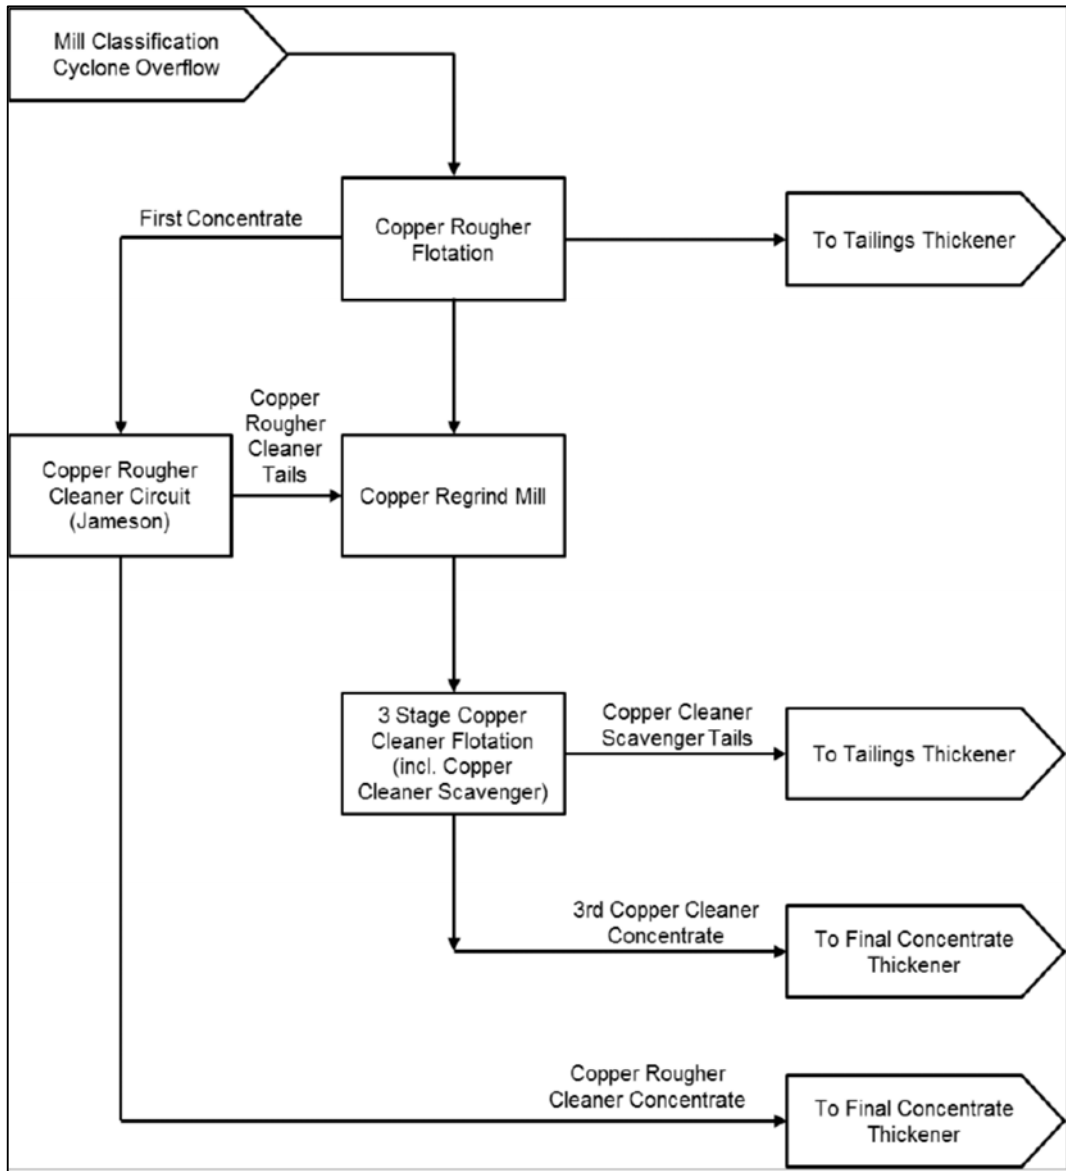 Mill Classification
Cyclone Overflow
First Concentrate
Copper Rougher
Flotation
To Tailings Thickener
Copper
Rougher
Cleaner
Tails
Copper Rougher
Cleaner Circuit
(Jameson)
Copper Regrind Mill
3 Stage Copper
Cleaner Flotation
(incl. Copper
Cleaner Scavenger)
Copper Cleaner
Scavenger Tails
To Tailings Thickener
3rd Copper Cleaner
Concentrate
To Final Concentrate
Thickener
Copper Rougher
Cleaner Concentrate
To Final Concentrate
Thickener